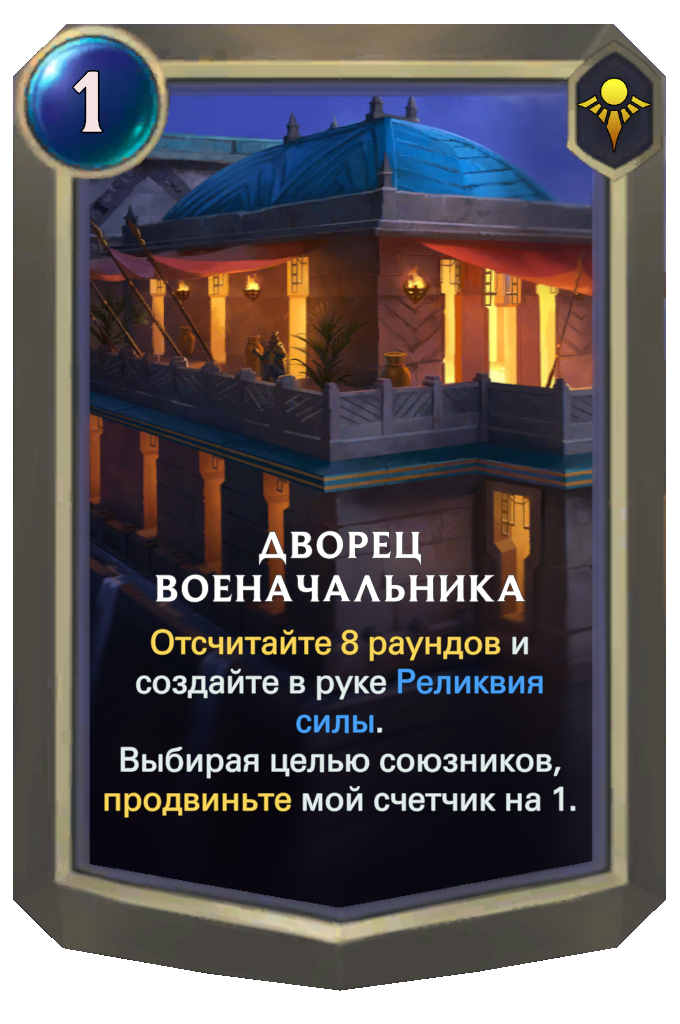 1
ДВОРЕЦ
ВОЕНАЧАЛЬНИКА
Отсчитайте 8 раундов и
создайте в руке Реликвия
силы.
Выбирая целью союзников,
продвиньте мой счетчик на 1.